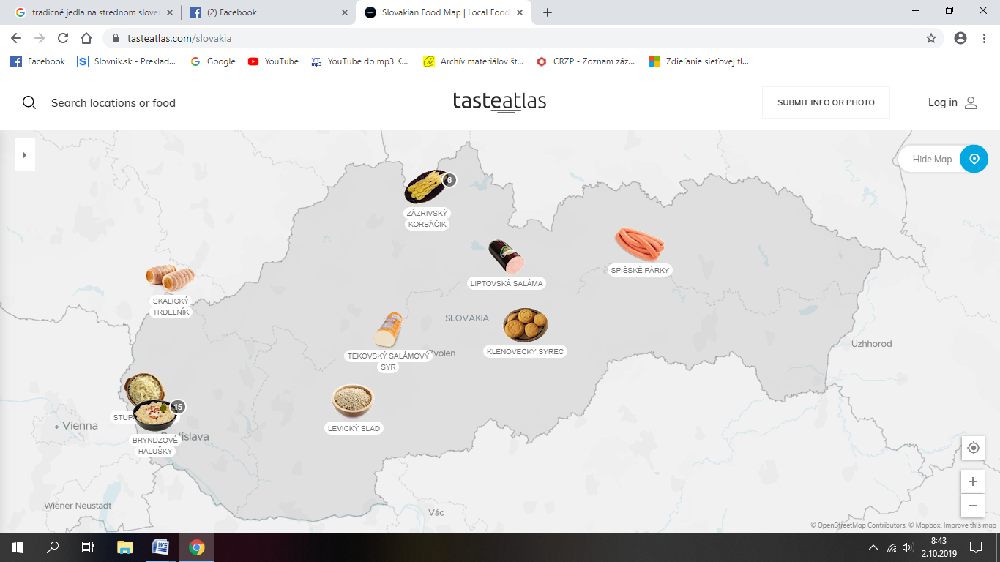 tradicné jedla na strednom slove
(2) Facebook
Slovakian Food Map | Local Food
tasteatlas.com/slovakia
Facebook
Slovnik.sk - Preklad...
Google
YouTube
YT mp3
YouTube do mp3 K...
Archív materiálov št...
CRZP - Zoznam záz...
Zdieľanie sieťovej tl...
Search locations or food
tasteatlas
SUBMIT INFO OR PHOTO
Log in
Hide Map
6
ZÁZRIVSKÝ
KORBÁČIK
LIPTOVSKÁ SALÁMA
SPIŠSKÉ PÁRKY
SKALICKÝ
TRDELNÍK
SLOVAKIA
TEKOVSKÝ SALÁMOVÝ
SYR
Zvolen
KLENOVECKÝ SYREC
Uzhhorod
15
Vienna
BRYNDZOVÉ
HALUŠKY
LEVICKÝ SLAD
Wiener Neustadt
Vác
© OpenStreetMap Contributors, © Mapbox, Improve this map
8:43
2.10.2019